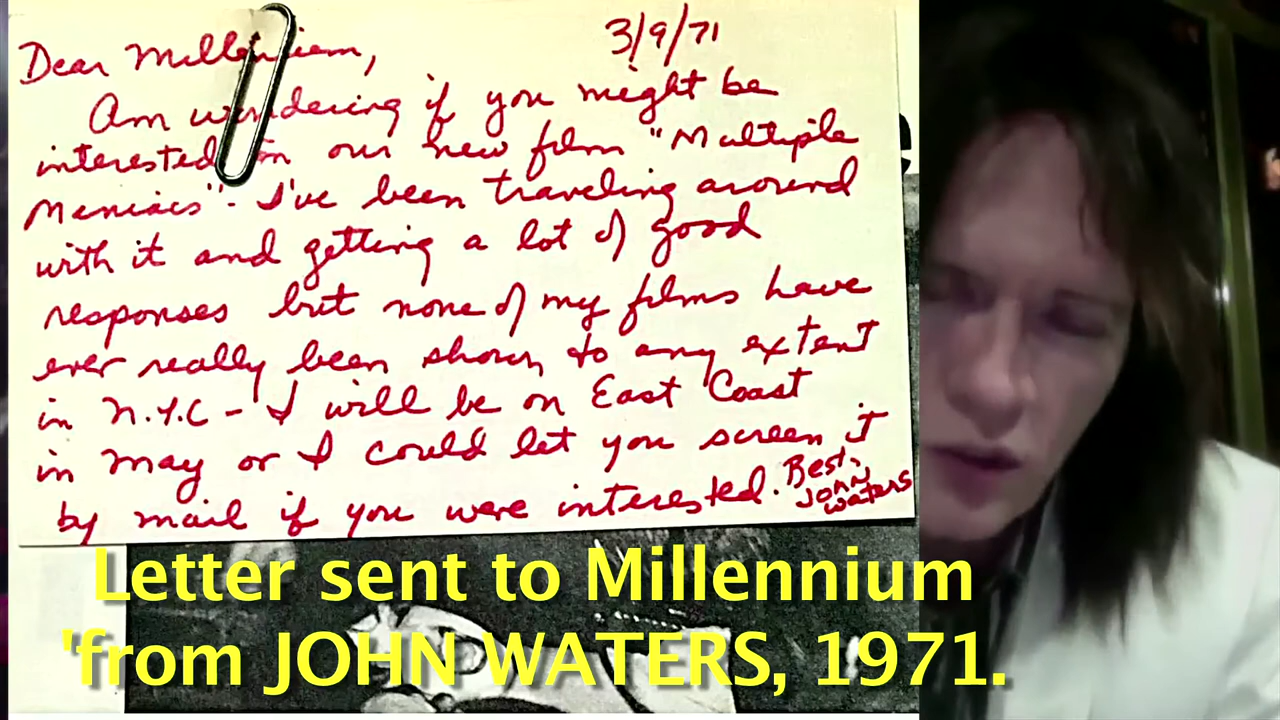 3/9/71
Dear Millennium,
Am wondering if you might be
interested in our new film "Multiple
Maniacs". I've been traveling around
with it and getting a lot of good
responses but none of my films have
ever really been shown to any extent
in N.Y.C - I will be on East Coast
in may or I could let you screen it
by mail if you were interested. Best,
John
Waters
e
Letter sent to Millennium
'from JOHN WATERS, 1971.